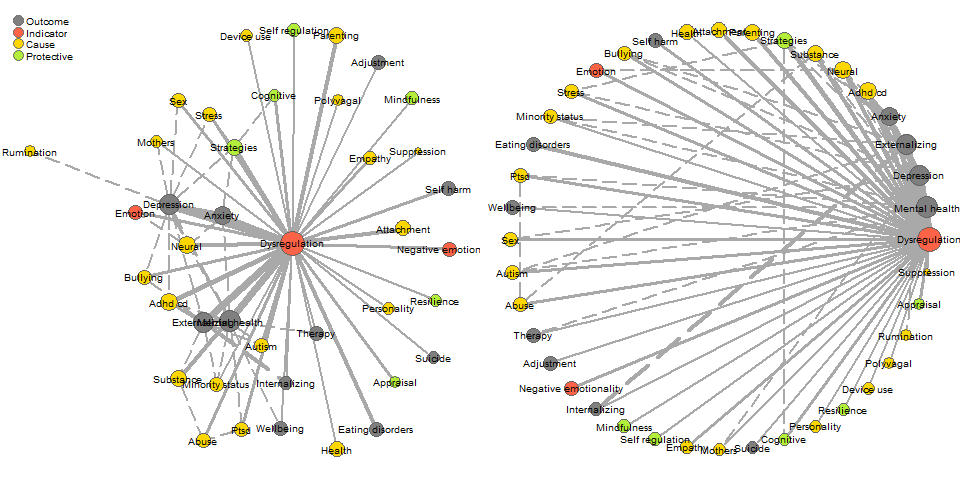 Outcome
Indicator
Cause
Protective
Device use
Self regulation
Parenting
Adjustment
Sex
Cognitive
Polyvagal
Mindfulness
Stress
Mothers
Strategies
Rumination
Empathy
Suppression
Self harm
Depression
Emotion
Anxiety
Attachment
Neural
Dysregulation
Negative emotion
Bullying
Adhd/cd
Resilience
Personality
Mental health
Therapy
Autism
Suicide
Substance
Minority status
Internalizing
Appraisal
Abuse
Ptsd
Wellbeing
Eating disorders
Health
Self harm
Health
Attachment
Parenting
Strategies
Bullying
Substance
Emotion
Neural
Stress
Adhd/cd
Minority status
Anxiety
Eating disorders
Externalizing
Ptsd
Depression
Wellbeing
Mental health
Sex
Dysregulation
Autism
Suppression
Abuse
Appraisal
Therapy
Rumination
Adjustment
Polyvagal
Negative emotionality
Device use
Internalizing
Resilience
Mindfulness
Personality
Self regulation
Cognitive
Empathy
Mothers
Suicide